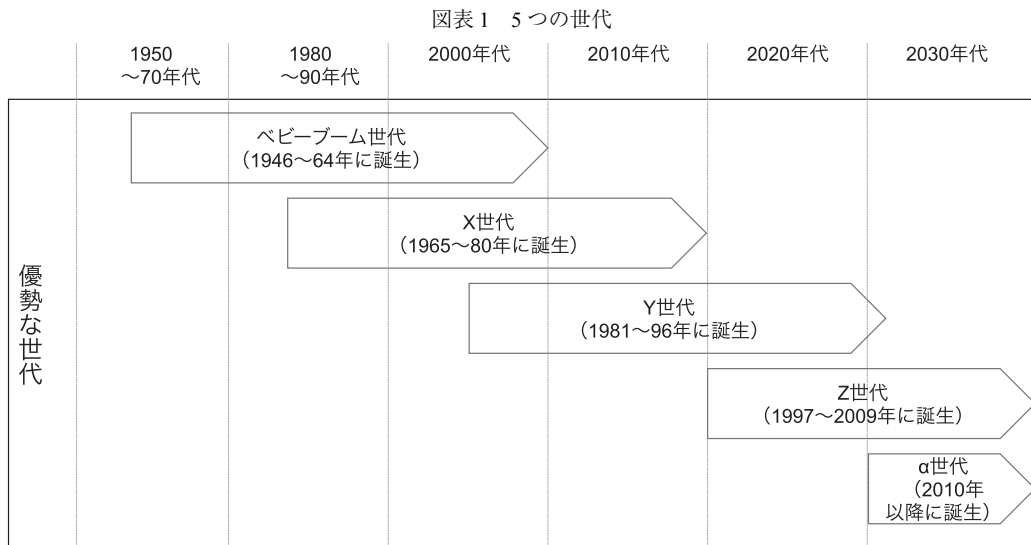 図表1 5つの世代
1950
～70年代
1980
～90年代
2000年代
2010年代
2020年代
2030年代
優勢な世代
ベビーブーム世代
（1946～64年に誕生）
X世代
（1965～80年に誕生）
Y世代
（1981～96年に誕生）
Z世代
（1997～2009年に誕生）
α世代
（2010年
以降に誕生）